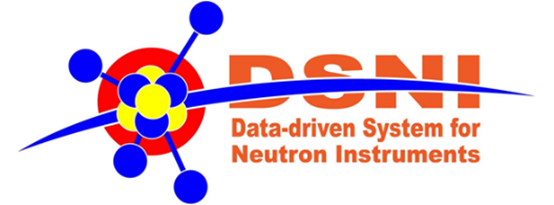 DSNI
Data-driven System for
Neutron Instruments